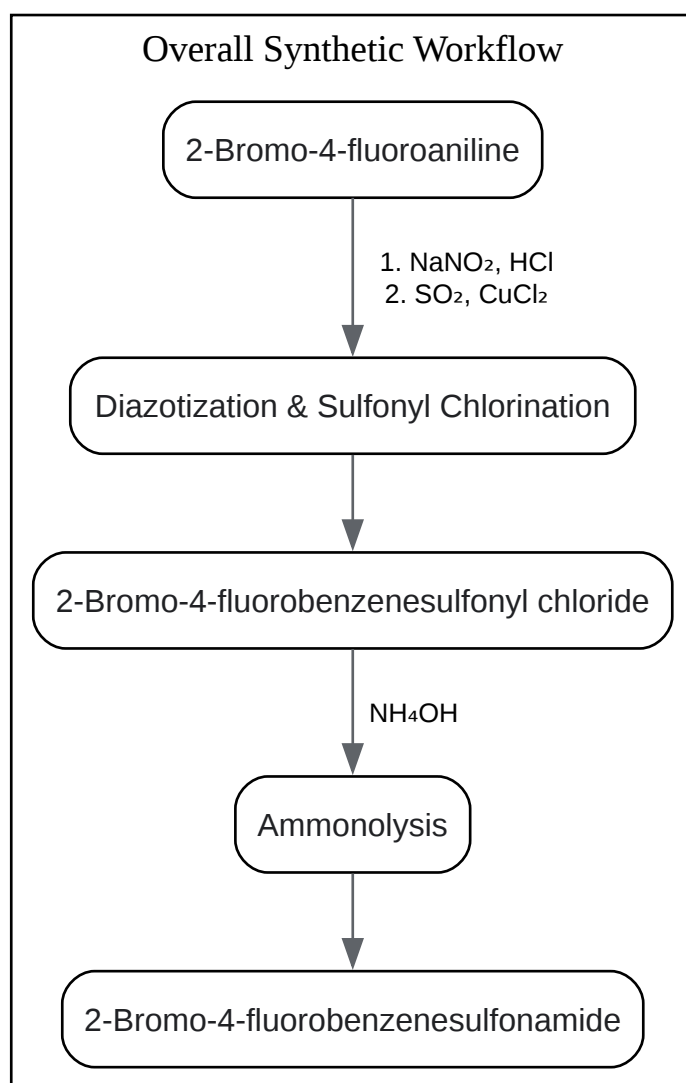 Overall Synthetic Workflow
2-Bromo-4-fluoroaniline
1. NaNO₂, HCl
2. SO₂, CuCl₂
Diazotization & Sulfonyl Chlorination
2-Bromo-4-fluorobenzenesulfonyl chloride
NH₄OH
Ammonolysis
2-Bromo-4-fluorobenzenesulfonamide